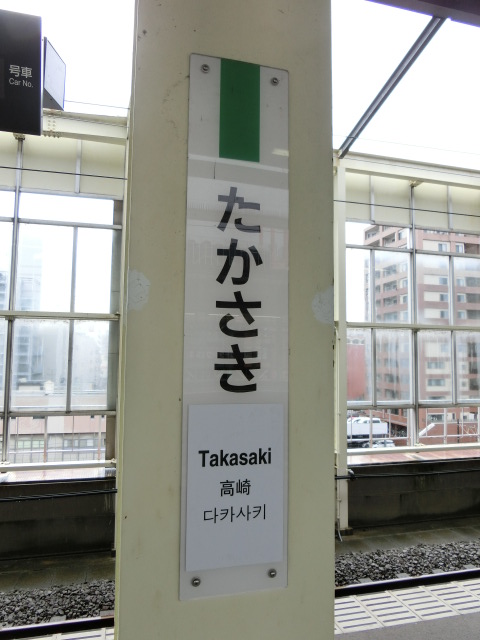 号車
Car No.
たかさき
Takasaki
高崎
다카사키